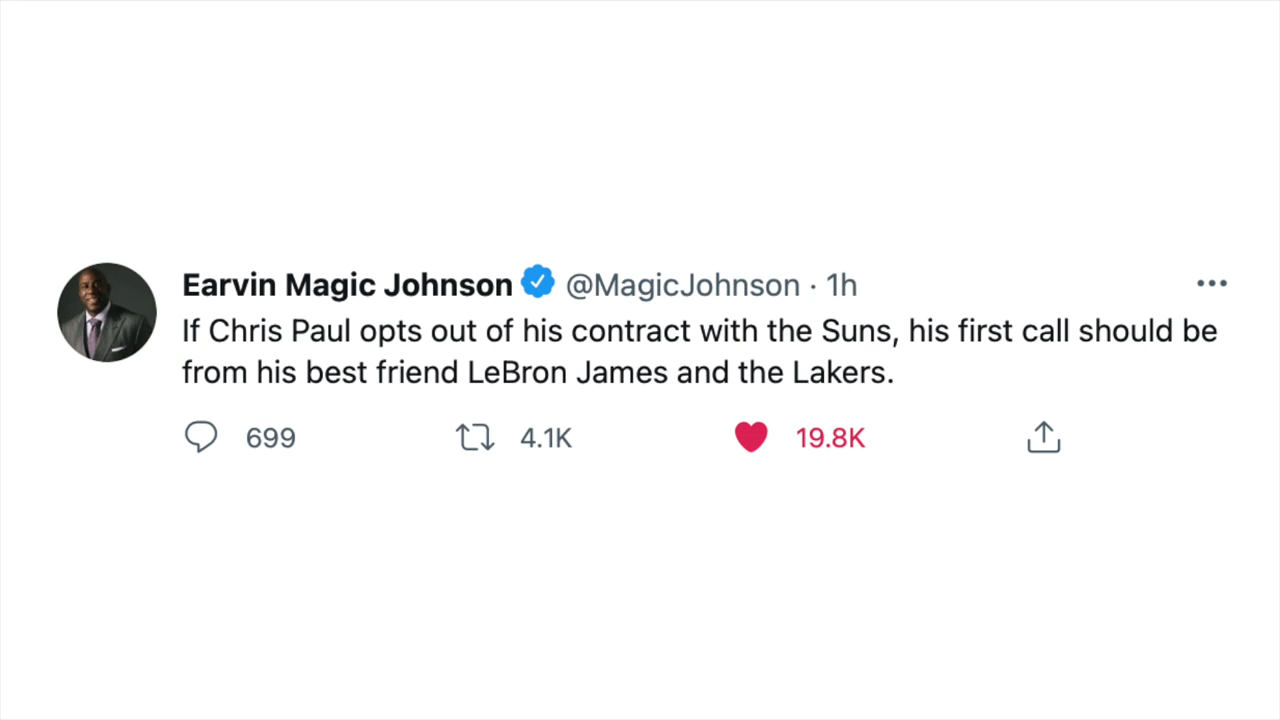 Earvin Magic Johnson @MagicJohnson · 1h
If Chris Paul opts out of his contract with the Suns, his first call should be
from his best friend LeBron James and the Lakers.
699 4.1K 19.8K